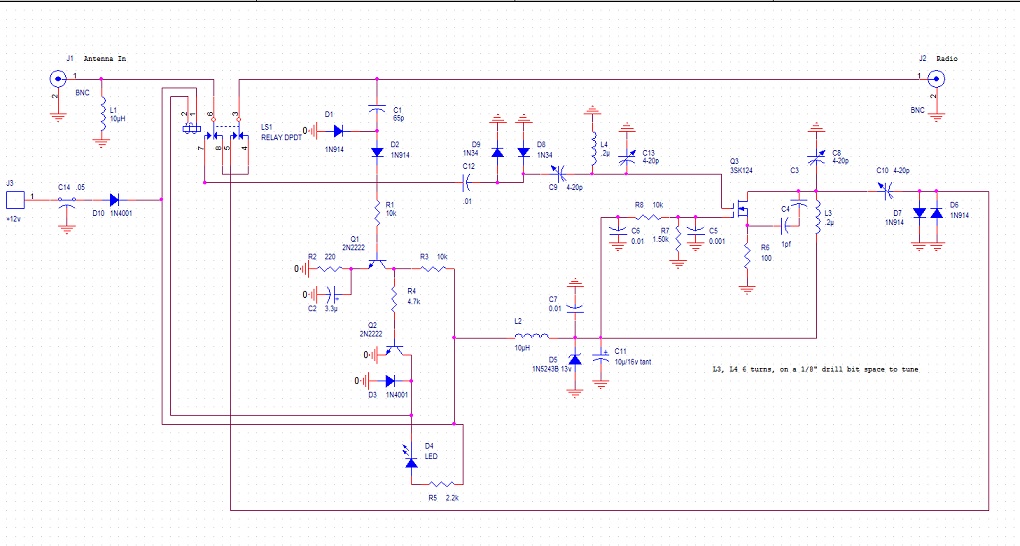 J1 Antenna In
J2 Radio
1
2
BNC
L1
10µH
2
1
6
3
LS1
RELAY DPDT
7
8
5
4
D1
0
1N914
C1
65p
D2
1N914
C12
.01
D9
1N34
D8
1N34
C9 4-20p
L4
.2µ
C13
4-20p
Q3
3SK124
C8
4-20p
C3
C10 4-20p
1
2
BNC
J3
1
+12v
C14 .05
D10 1N4001
R1
10k
R8 10k
C6
0.01
R7
1.50k
C5
0.001
C4
1pf
L3
.2µ
R6
100
D7
1N914
D6
1N914
Q1
2N2222
R2 220
0
R3 10k
C2 3.3µ
0
R4
4.7k
Q2
2N2222
0
D3 1N4001
0
L2
10µH
C7
0.01
D5
1N5243B 13v
C11
10µ/16v tant
L3, L4 6 turns, on a 1/8" drill bit space to tune
D4
LED
R5 2.2k